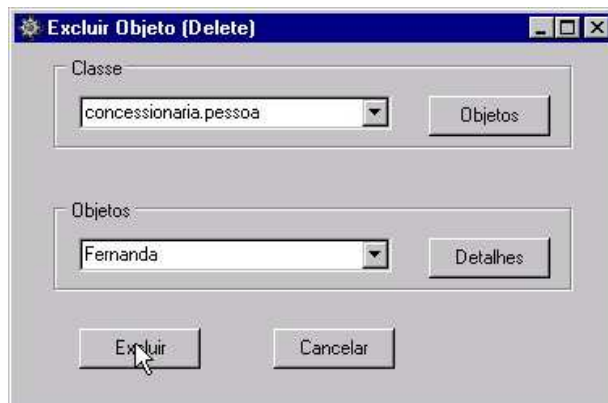 Excluir Objeto (Delete)
Classe
concessionaria.pessoa
Objetos
Objetos
Fernanda
Detalhes
Excluir
Cancelar